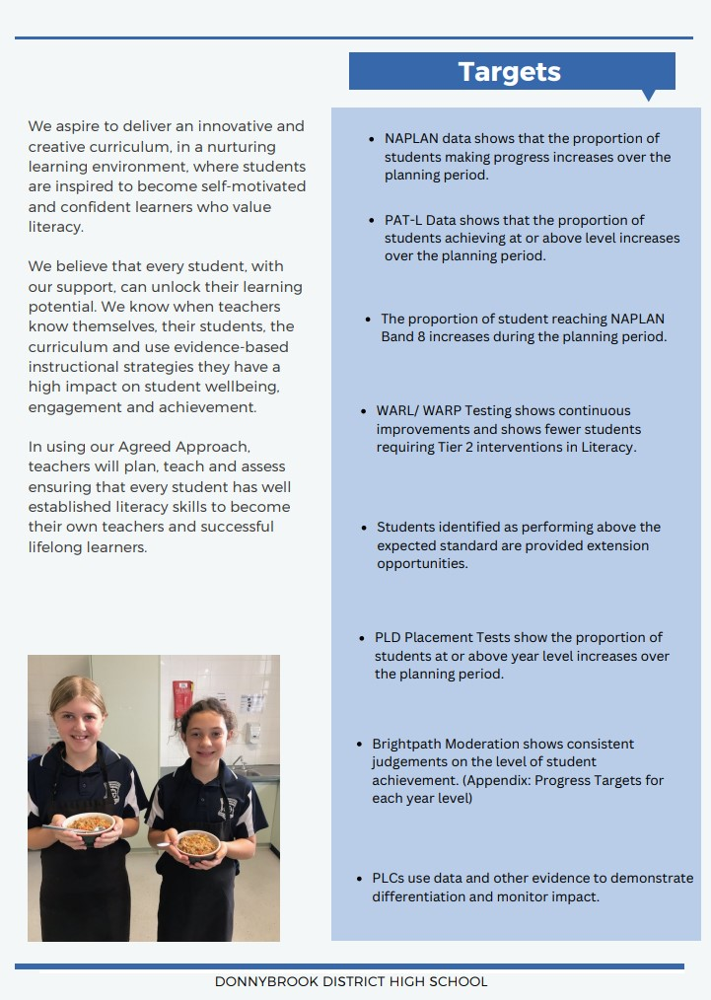 Targets
We aspire to deliver an innovative and
creative curriculum, in a nurturing
learning environment, where students
are inspired to become self-motivated
and confident learners who value
literacy.
We believe that every student, with
our support, can unlock their learning
potential. We know when teachers
know themselves, their students, the
curriculum and use evidence-based
instructional strategies they have a
high impact on student wellbeing,
engagement and achievement.
In using our Agreed Approach,
teachers will plan, teach and assess
ensuring that every student has well
established literacy skills to become
their own teachers and successful
lifelong learners.
• NAPLAN data shows that the proportion of
students making progress increases over the
planning period.
• PAT-L Data shows that the proportion of
students achieving at or above level increases
over the planning period.
• The proportion of student reaching NAPLAN
Band 8 increases during the planning period.
• WARL/ WARP Testing shows continuous
improvements and shows fewer students
requiring Tier 2 interventions in Literacy.
• Students identified as performing above the
expected standard are provided extension
opportunities.
• PLD Placement Tests show the proportion of
students at or above year level increases over
the planning period.
• Brightpath Moderation shows consistent
judgements on the level of student
achievement. (Appendix: Progress Targets for
each year level)
• PLCs use data and other evidence to demonstrate
differentiation and monitor impact.
DONNYBROOK DISTRICT HIGH SCHOOL